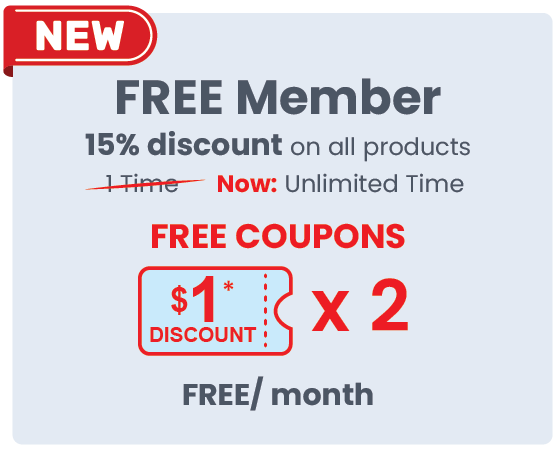 NEW
FREE Member
15% discount on all products
1 Time Now: Unlimited Time
FREE COUPONS
$1* x 2
DISCOUNT
FREE/ month